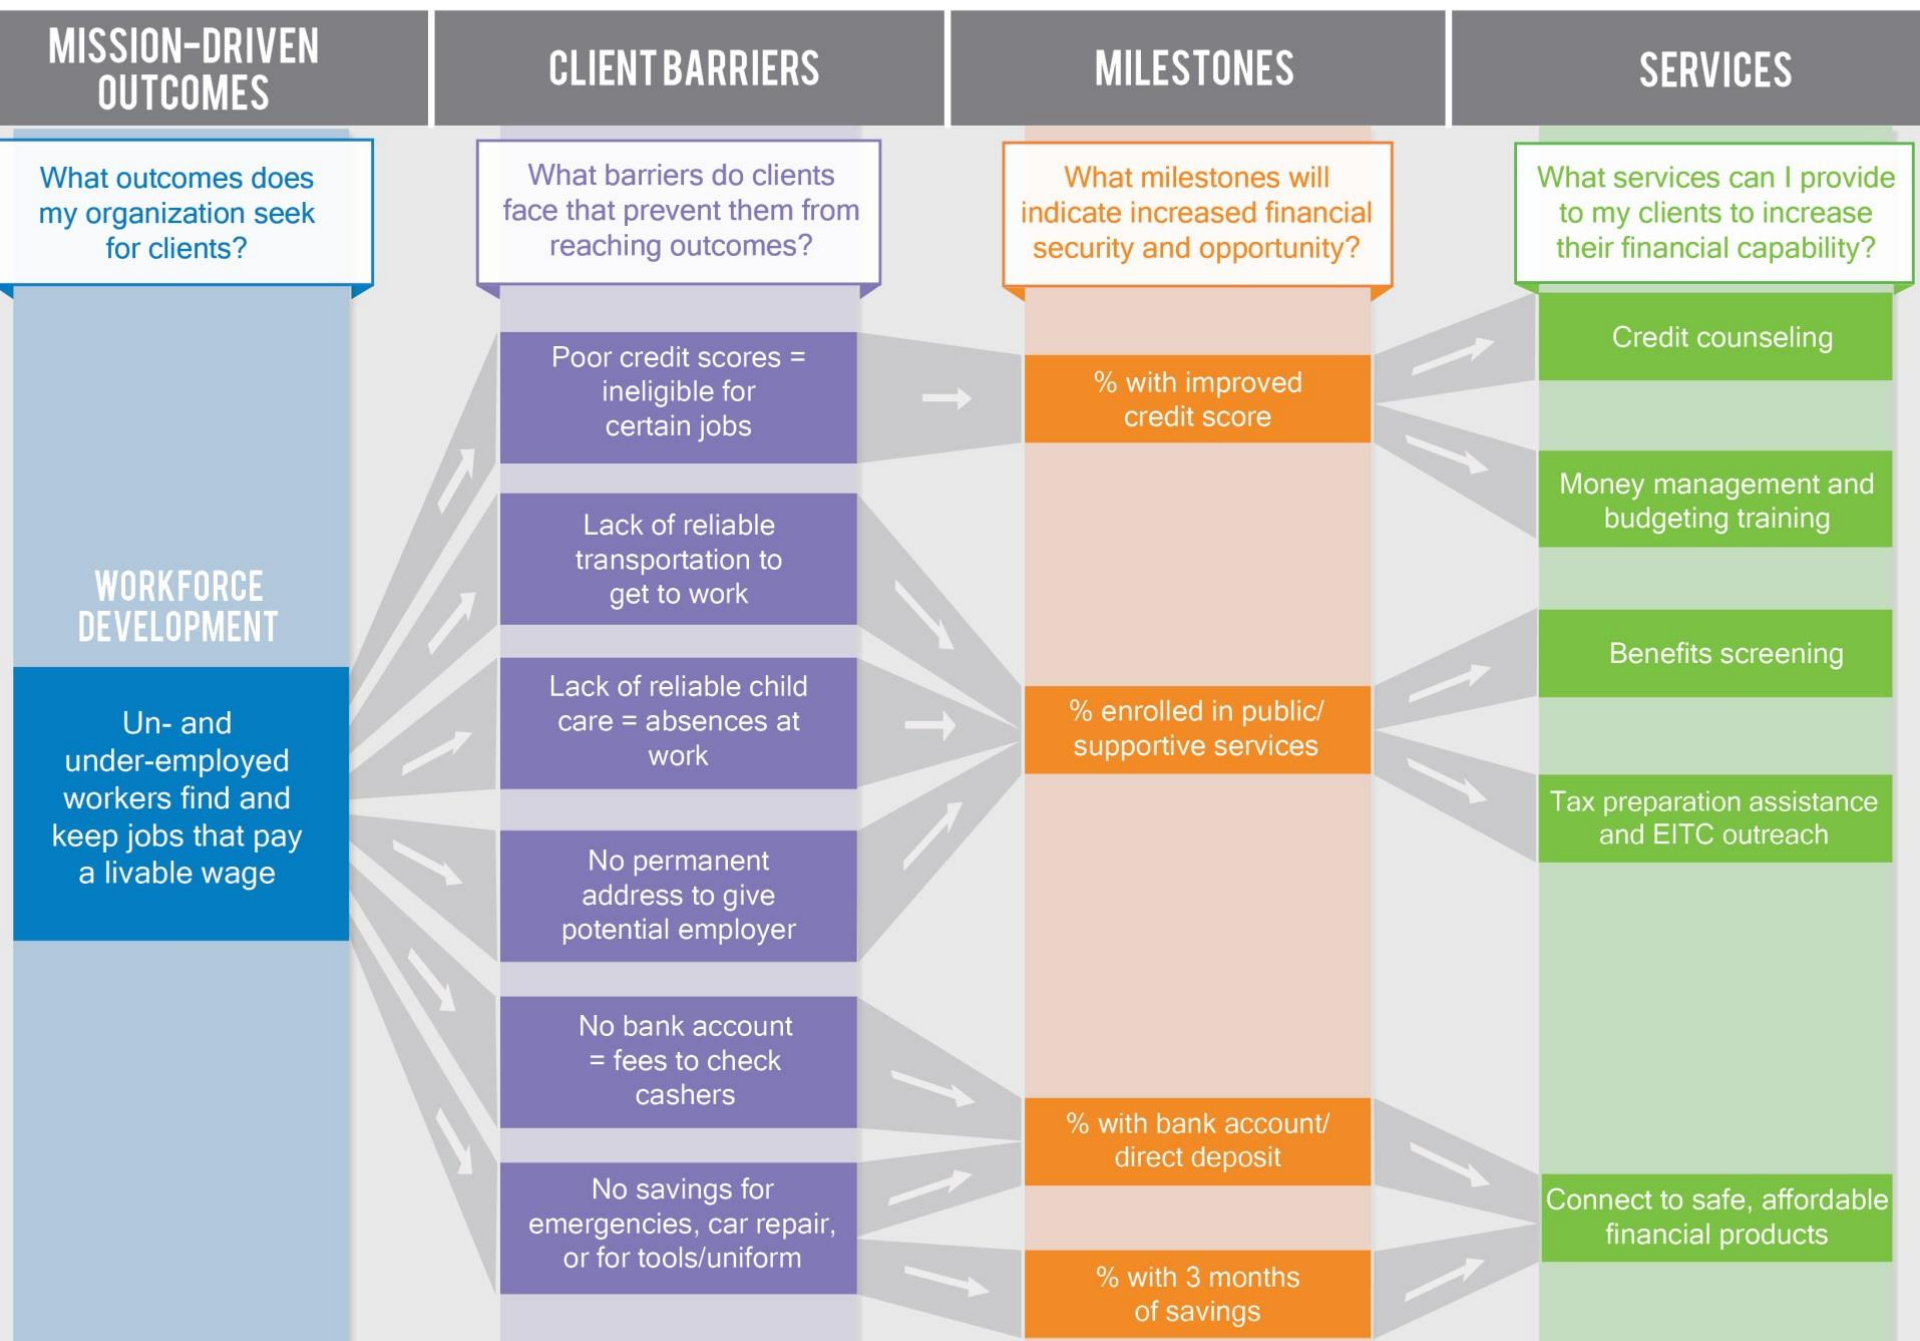 MISSION-DRIVEN
OUTCOMES
CLIENT BARRIERS
MILESTONES
SERVICES
What outcomes does
my organization seek
for clients?
What barriers do clients
face that prevent them from
reaching outcomes?
What milestones will
indicate increased financial
security and opportunity?
What services can I provide
to my clients to increase
their financial capability?
WORKFORCE
DEVELOPMENT
Un- and
under-employed
workers find and
keep jobs that pay
a livable wage
Poor credit scores =
ineligible for
certain jobs
Lack of reliable
transportation to
get to work
Lack of reliable child
care = absences at
work
No permanent
address to give
potential employer
No bank account
= fees to check
cashers
No savings for
emergencies, car repair,
or for tools/uniform
% with improved
credit score
% enrolled in public/
supportive services
% with bank account/
direct deposit
% with 3 months
of savings
Credit counseling
Money management and
budgeting training
Benefits screening
Tax preparation assistance
and EITC outreach
Connect to safe, affordable
financial products